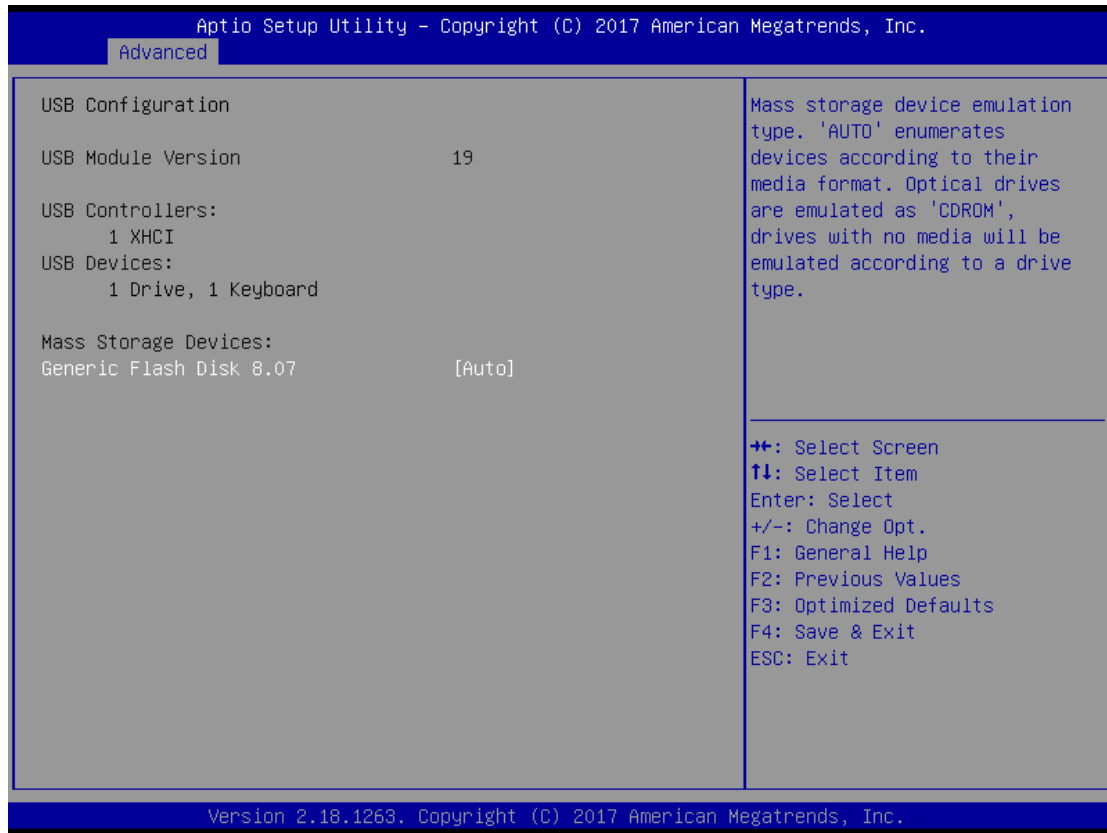 Aptio Setup Utility – Copyright (C) 2017 American Megatrends, Inc.
Advanced
USB Configuration
USB Module Version 19
USB Controllers:
1 XHCI
USB Devices:
1 Drive, 1 Keyboard
Mass Storage Devices:
Generic Flash Disk 8.07 [Auto]
Mass storage device emulation
type. 'AUTO' enumerates
devices according to their
media format. Optical drives
are emulated as 'CDROM',
drives with no media will be
emulated according to a drive
type.
→←: Select Screen
↑↓: Select Item
Enter: Select
+/-: Change Opt.
F1: General Help
F2: Previous Values
F3: Optimized Defaults
F4: Save & Exit
ESC: Exit
Version 2.18.1263. Copyright (C) 2017 American Megatrends, Inc.